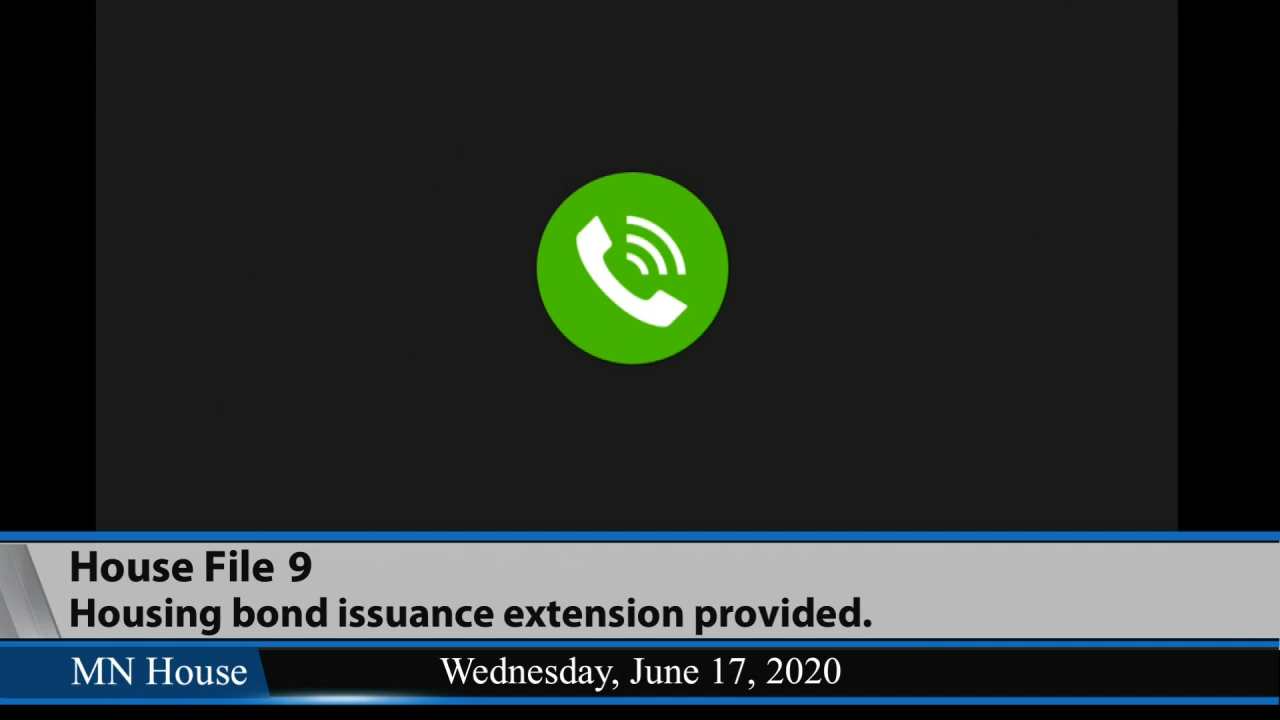 House File 9
Housing bond issuance extension provided.
MN House
Wednesday, June 17, 2020